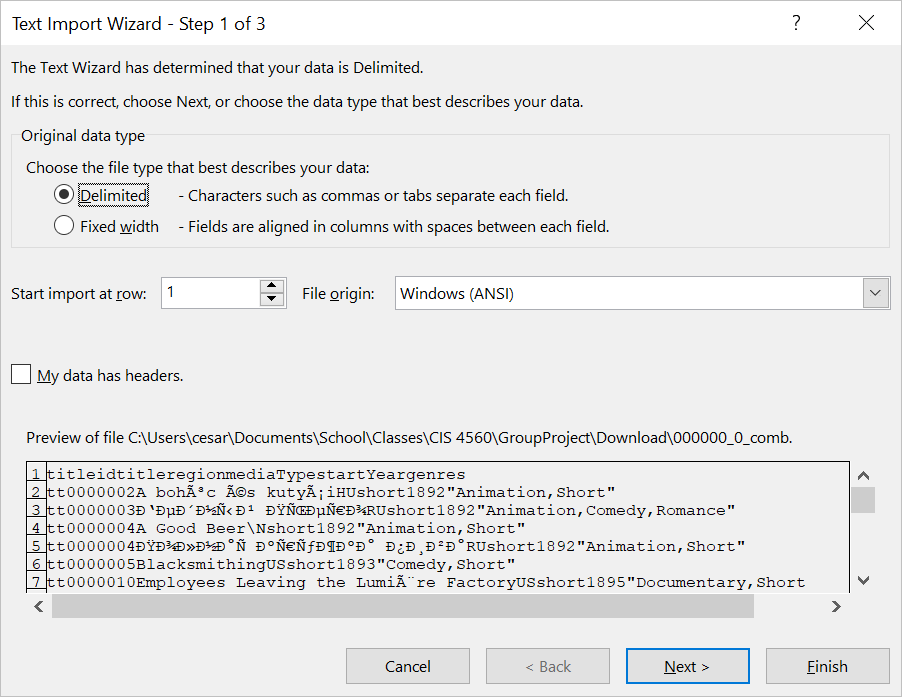 Text Import Wizard - Step 1 of 3
?
The Text Wizard has determined that your data is Delimited.
If this is correct, choose Next, or choose the data type that best describes your data.
Original data type
Choose the file type that best describes your data:
Delimited - Characters such as commas or tabs separate each field.
Fixed width - Fields are aligned in columns with spaces between each field.
Start import at row: 1 File origin: Windows (ANSI)
My data has headers.
Preview of file C:\Users\cesar\Documents\School\Classes\CIS 4560\GroupProject\Download\000000_0_comb.
1 titleidtitleregionmediaTypestartYeargenres
2 tt0000002A bohÃªc Ã©s kutyÃ¡iHUshort1892"Animation,Short"
3 tt0000003Ð‘ÐµÐ´Ð½Ñ‹Ð¹ ÐŸÑŒÐµÑ€Ð¾RUshort1892"Animation,Comedy,Romance"
4 tt0000004A Good Beer\Nshort1892"Animation,Short"
5 tt0000004ÐŸÐ¾Ð»Ð½Ð°Ñ ÐºÑ€ÑƒÐ¶ÐºÐ° Ð¿Ð¸Ð²Ð°RUshort1892"Animation,Short"
6 tt0000005BlacksmithingUSshort1893"Comedy,Short"
7 tt0000010Employees Leaving the LumiÃ¨re FactoryUSshort1895"Documentary,Short
Cancel < Back Next > Finish